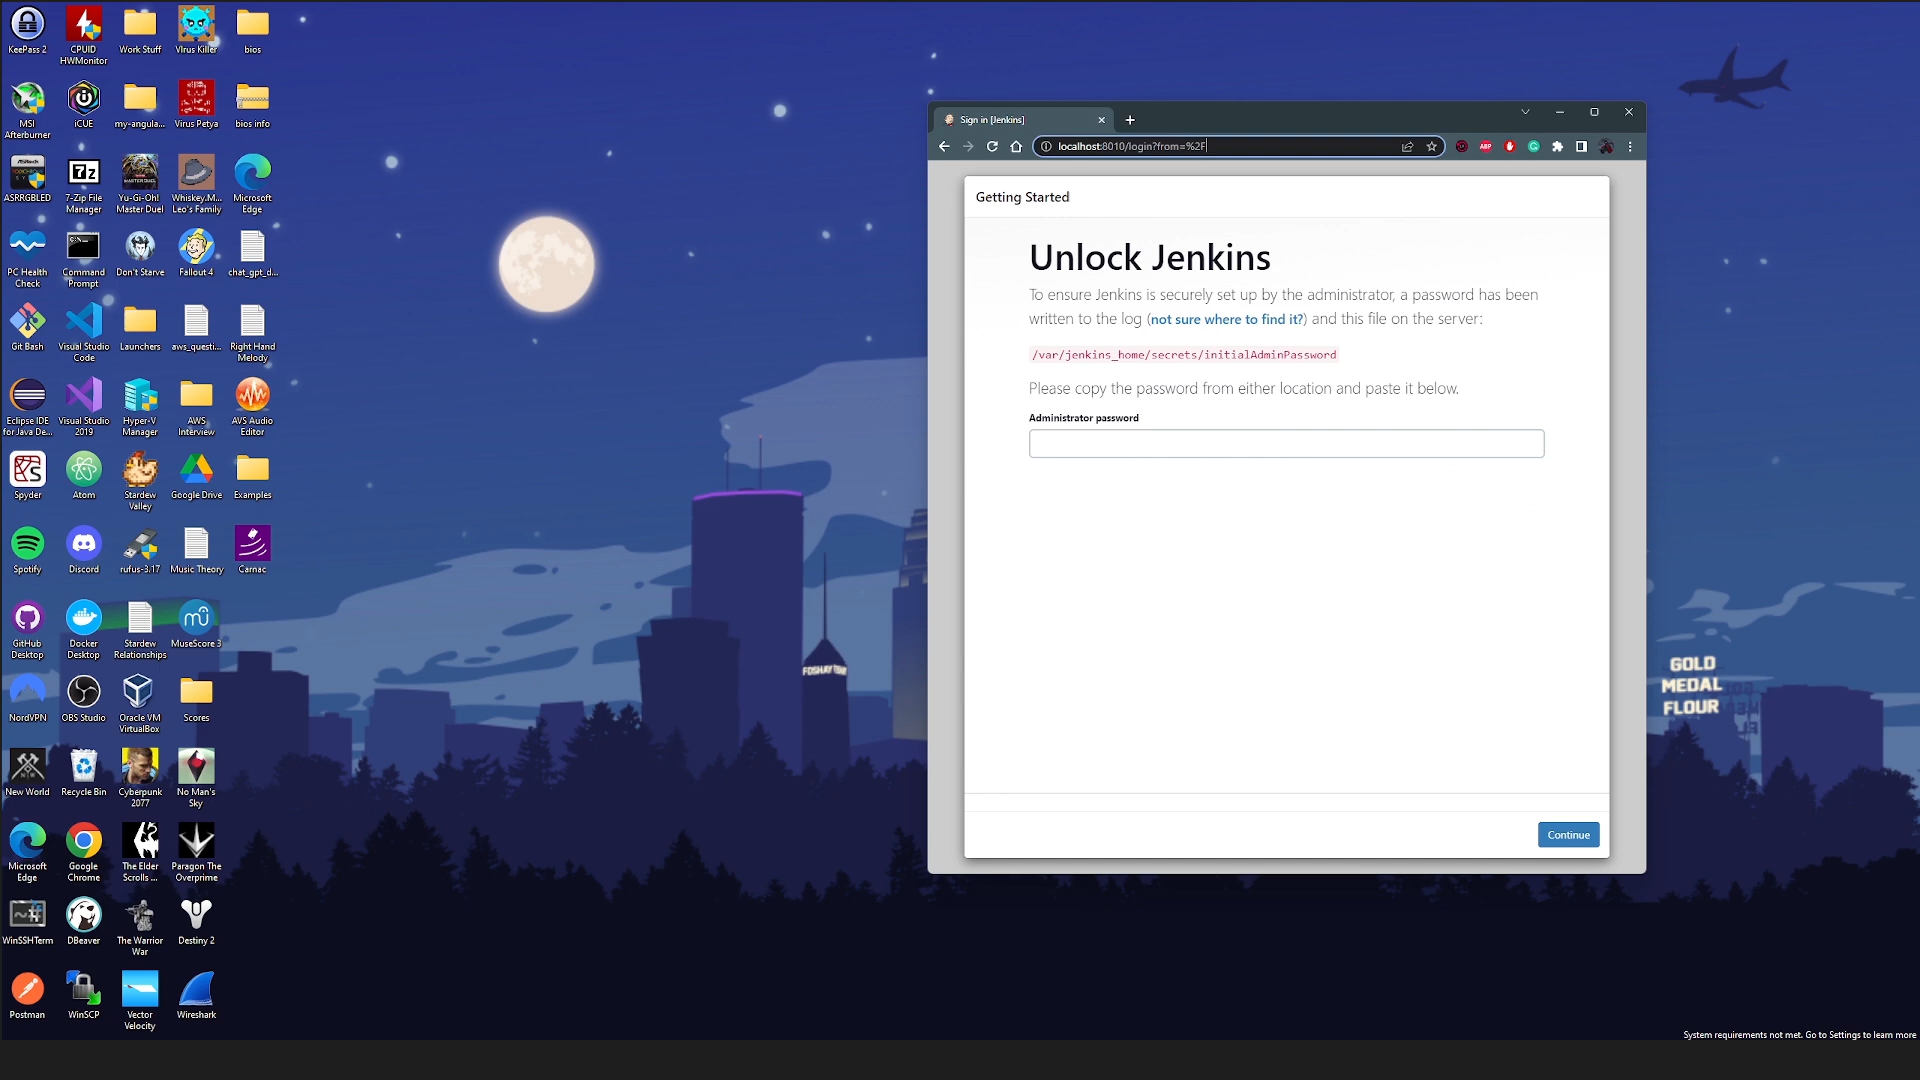 KeePass 2
CPUID
HWMonitor
Work Stuff
Virus Killer
bios
MSI
Afterburner
iCUE
my-angula...
Virus Petya
bios info
ASRRGBLED
7-Zip File
Manager
Yu-Gi-Oh!
Master Duel
Whiskey.M...
Leo's Family
Microsoft
Edge
PC Health
Check
Command
Prompt
Don't Starve
Fallout 4
chat_gpt_d...
Git Bash
Visual Studio
Code
Launchers
aws_questi...
Right Hand
Melody
Eclipse IDE
for Java De...
Visual Studio
2019
Hyper-V
Manager
AWS
Interview
AVS Audio
Editor
Spyder
Atom
Stardew
Valley
Google Drive
Examples
Spotify
Discord
rufus-3.17
Music Theory
Carnac
GitHub
Desktop
Docker
Desktop
Stardew
Relationships
MuseScore 3
NordVPN
OBS Studio
Oracle VM
VirtualBox
Scores
New World
Recycle Bin
Cyberpunk
2077
No Man's
Sky
Microsoft
Edge
Google
Chrome
The Elder
Scrolls ...
Paragon The
Overprime
WinSSHTerm
DBeaver
The Warrior
War
Destiny 2
Postman
WinSCP
Vector
Velocity
Wireshark
FOSHAY TOWER
Sign in [Jenkins]
localhost:8010/login?from=%2F
ABP
Getting Started
Unlock Jenkins
To ensure Jenkins is securely set up by the administrator, a password has been
written to the log (not sure where to find it?) and this file on the server:
/var/jenkins_home/secrets/initialAdminPassword
Please copy the password from either location and paste it below.
Administrator password
Continue
GOLD
MEDAL
FLOUR
System requirements not met. Go to Settings to learn more